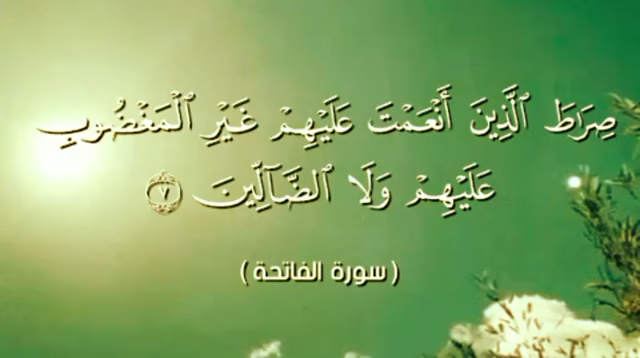 صِرَٰطَ ٱلَّذِينَ أَنْعَمْتَ عَلَيْهِمْ غَيْرِ ٱلْمَغْضُوبِ
عَلَيْهِمْ وَلَا ٱلضَّآلِّينَ ٧
(سورة الفاتحة)